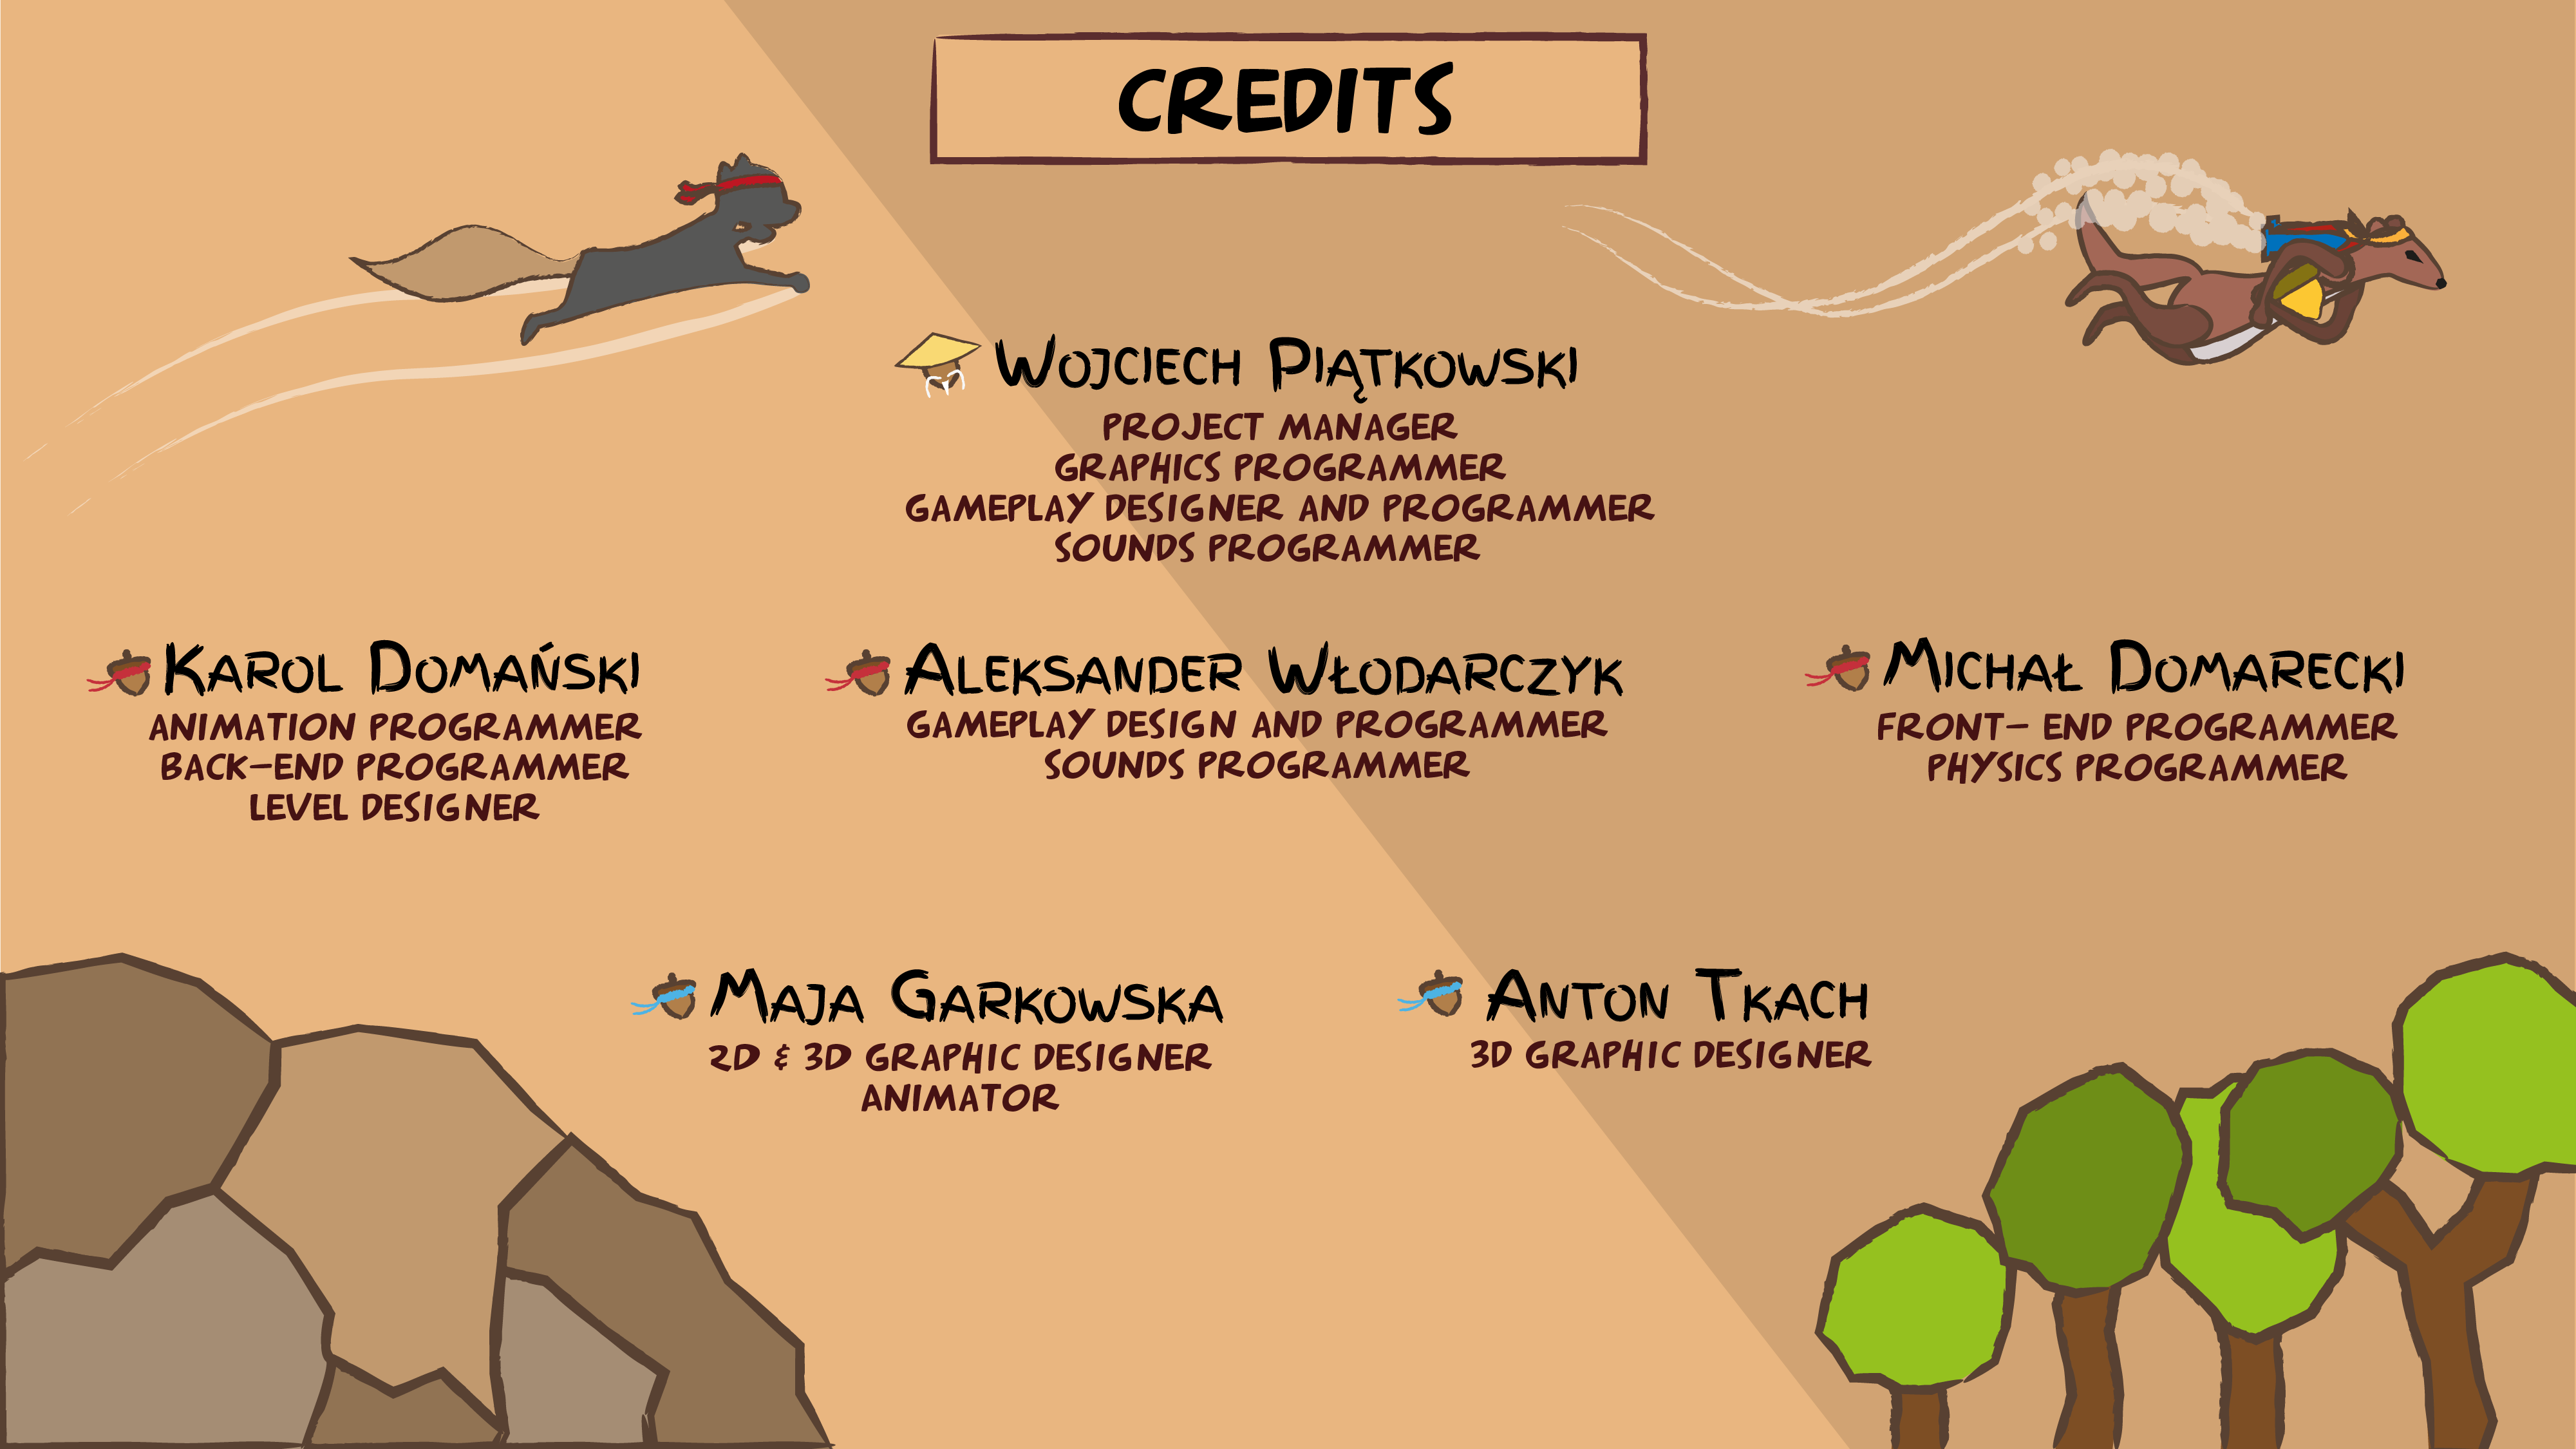 CREDITS
WOJCIECH PIĄTKOWSKI
PROJECT MANAGER
GRAPHICS PROGRAMMER
GAMEPLAY DESIGNER AND PROGRAMMER
SOUNDS PROGRAMMER
KAROL DOMAŃSKI
ANIMATION PROGRAMMER
BACK-END PROGRAMMER
LEVEL DESIGNER
ALEKSANDER WŁODARCZYK
GAMEPLAY DESIGN AND PROGRAMMER
SOUNDS PROGRAMMER
MICHAŁ DOMARECKI
FRONT- END PROGRAMMER
PHYSICS PROGRAMMER
MAJA GARKOWSKA
2D & 3D GRAPHIC DESIGNER
ANIMATOR
ANTON TKACH
3D GRAPHIC DESIGNER